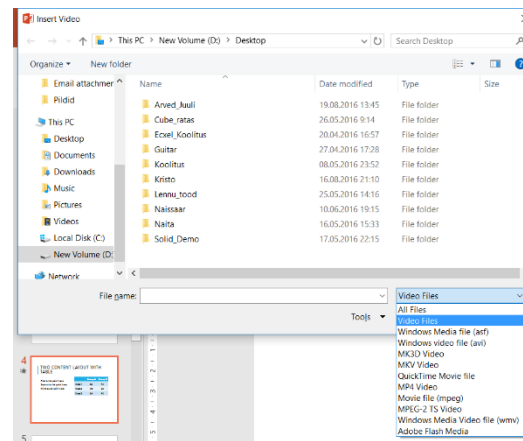 Insert Video
This PC > New Volume (D:) > Desktop
Search Desktop
Organize
New folder
Name
Date modified
Type
Size
Email attachmer
Pildid
This PC
Desktop
Documents
Downloads
Music
Pictures
Videos
Local Disk (C:)
New Volume (D:
Network
Arved_Juuli 19.08.2016 13:45 File folder
Cube_ratas 26.05.2016 9:14 File folder
Ecxel_Koolitus 20.04.2016 16:57 File folder
Guitar 27.04.2016 17:28 File folder
Koolitus 08.05.2016 23:52 File folder
Kristo 16.08.2016 21:10 File folder
Lennu_tood 25.05.2016 14:16 File folder
Naissaar 10.06.2016 19:15 File folder
Naita 16.05.2016 15:33 File folder
Solid_Demo 17.05.2016 22:15 File folder
File name:
Video Files
Tools
All Files
Video Files
Windows Media file (asf)
Windows video file (avi)
MK3D Video
MKV Video
QuickTime Movie file
MP4 Video
Movie file (mpeg)
MPEG-2 TS Video
Windows Media Video file (wmv)
Adobe Flash Media
4
TWO CONTENT LAYOUT WITH
TABLE
5